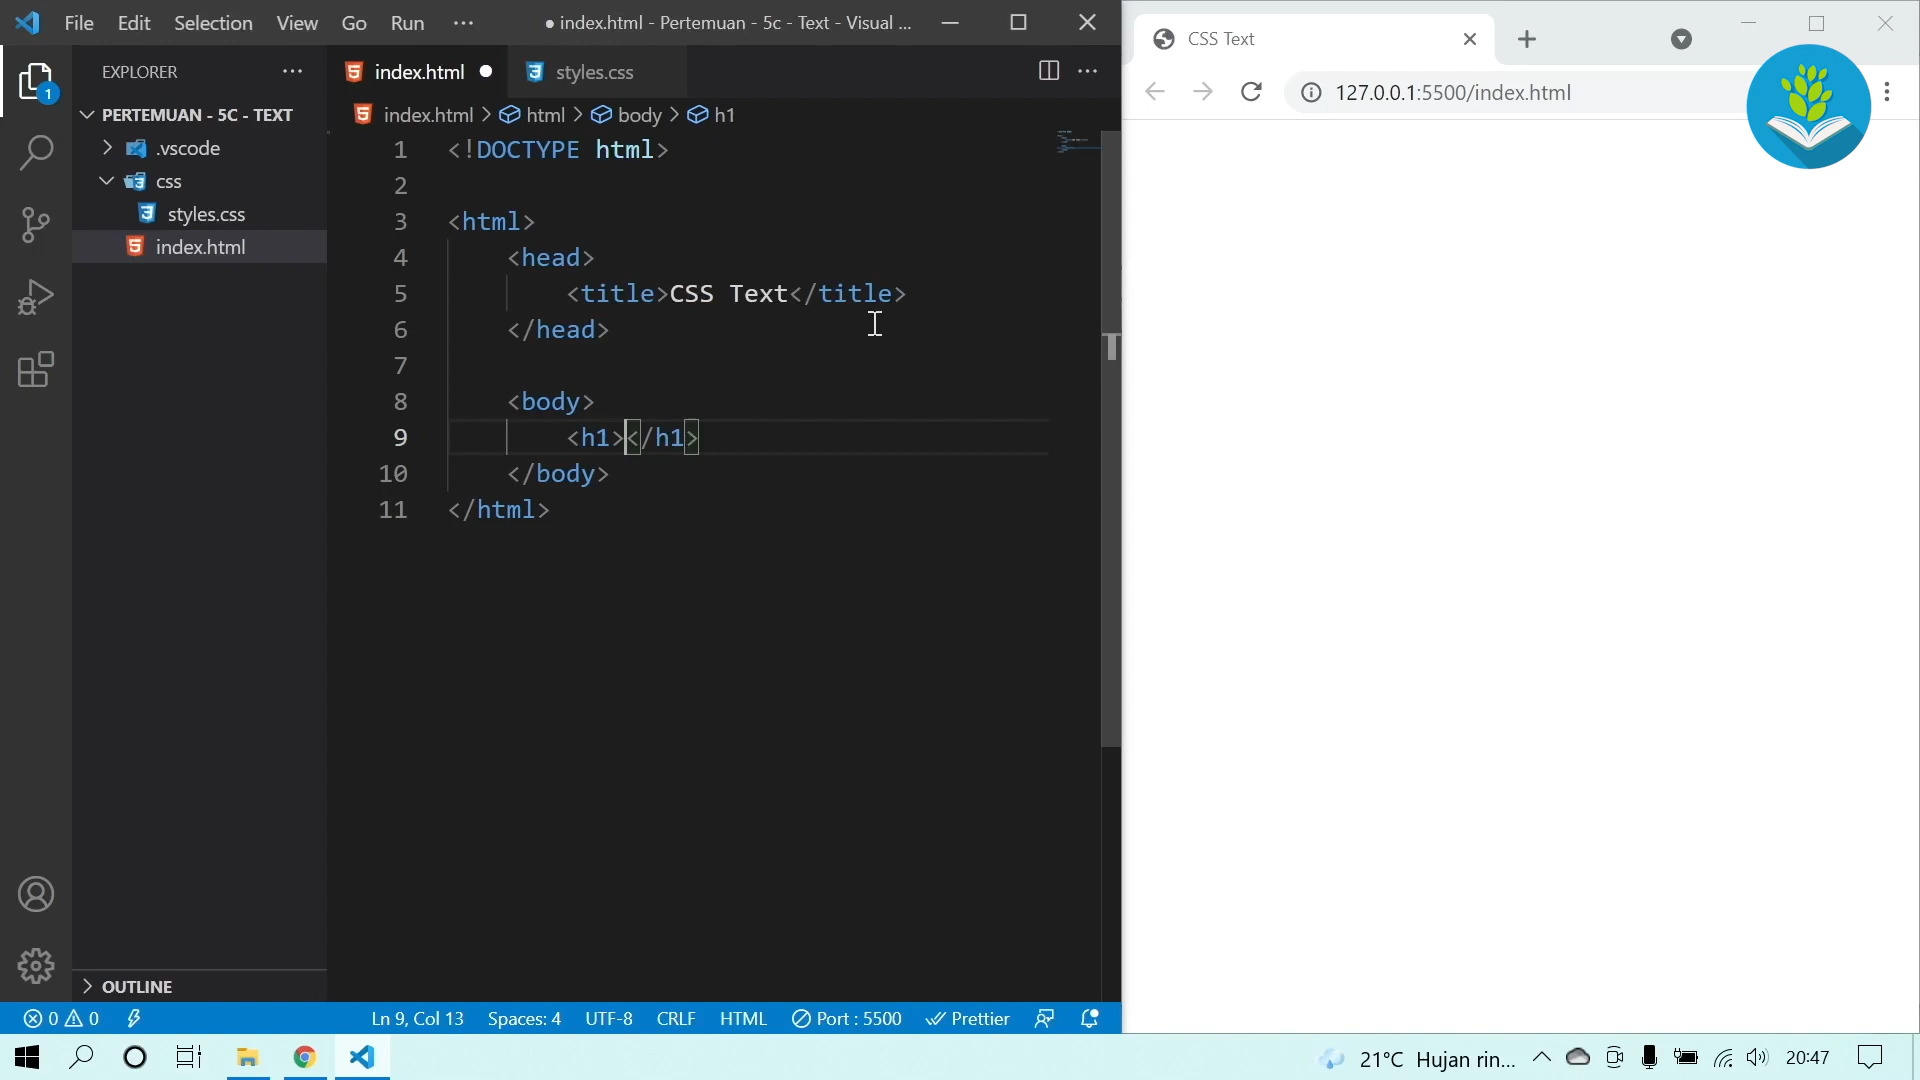 File Edit Selection View Go Run ··· ● index.html - Pertemuan - 5c - Text - Visual ...
CSS Text
EXPLORER
index.html
styles.css
127.0.0.1:5500/index.html
1
PERTEMUAN - 5C - TEXT
index.html > html > body > h1
.vscode
css
styles.css
index.html
1 <!DOCTYPE html>
2
3 <html>
4 <head>
5 <title>CSS Text</title>
6 </head>
7
8 <body>
9 <h1></h1>
10 </body>
11 </html>
OUTLINE
0 0 Ln 9, Col 13 Spaces: 4 UTF-8 CRLF HTML Port : 5500 Prettier
21°C Hujan rin... 20:47